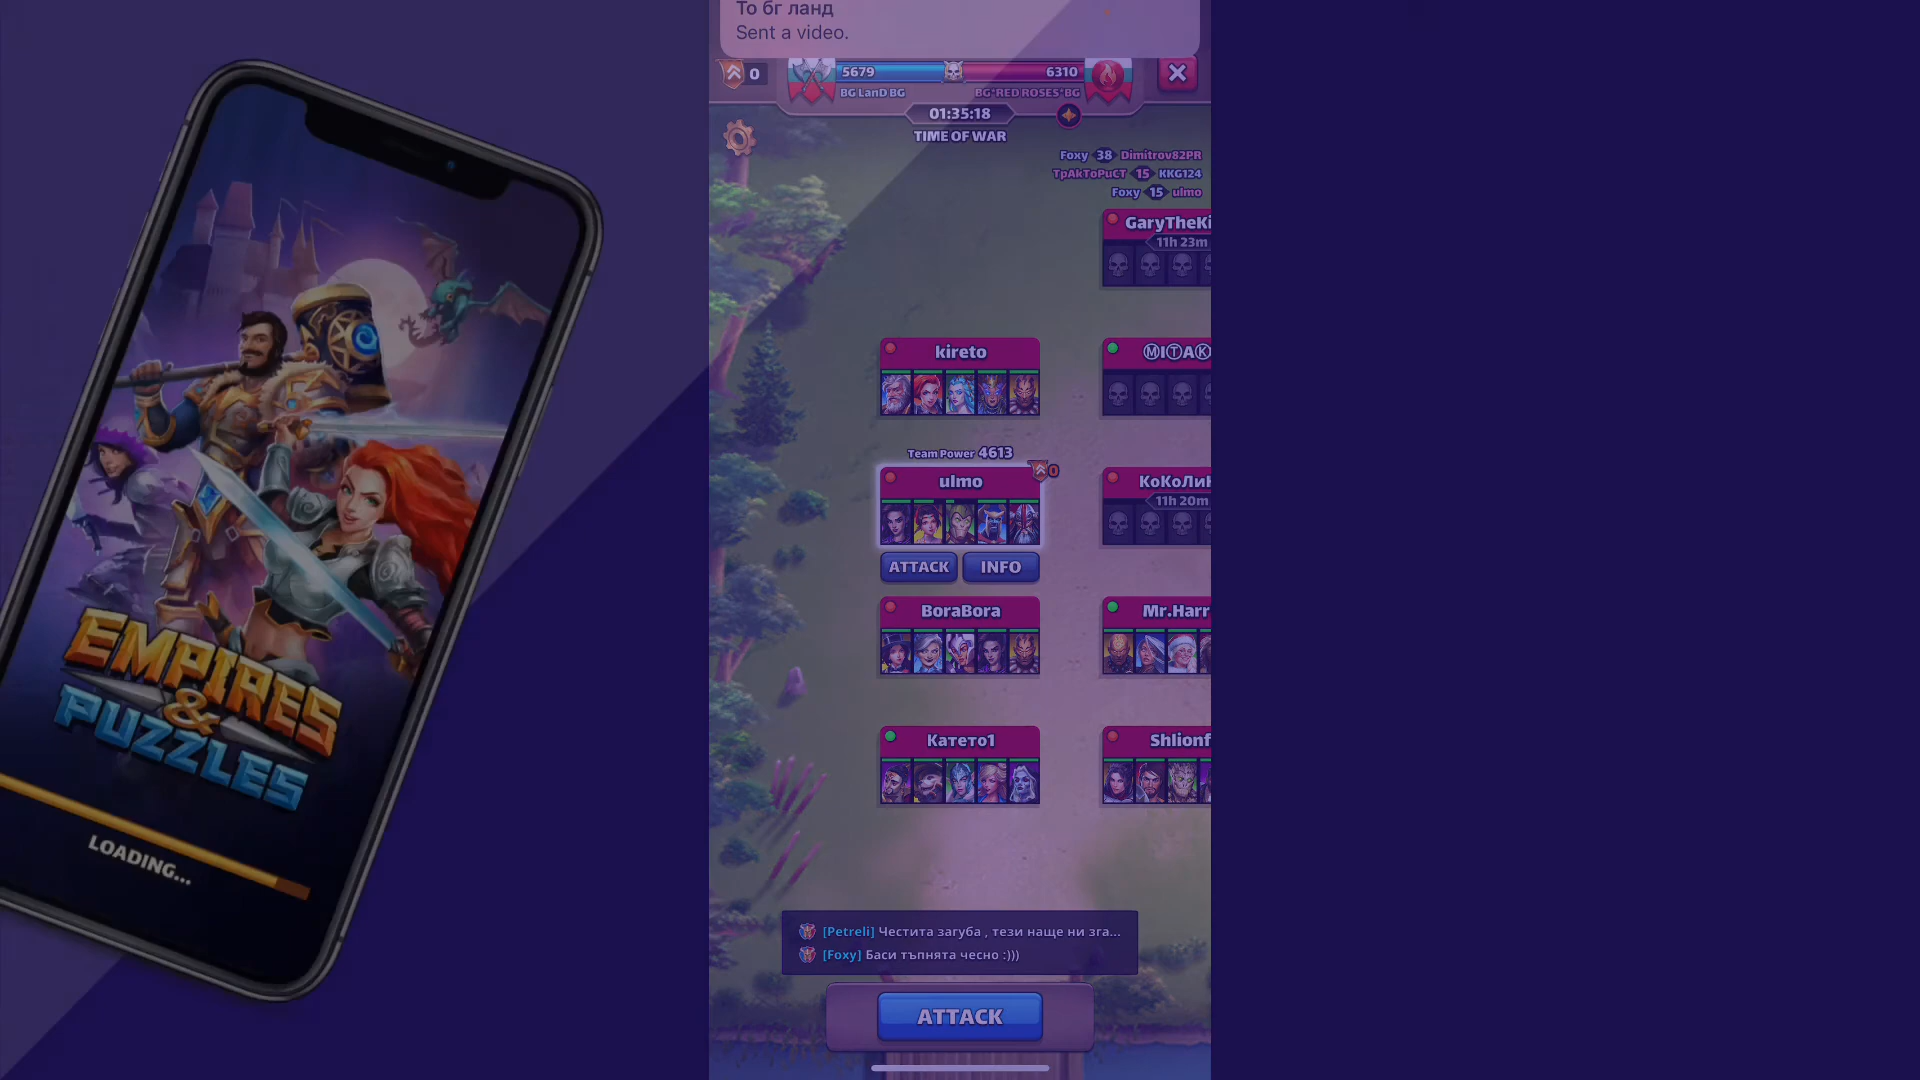 То бг ланд
Sent a video.
0
5679
6310
BG LanD BG
BG*RED ROSES*BG
01:35:18
TIME OF WAR
Foxy 38 Dimitrov82PR
TpAkToPuCT 15 KKG124
Foxy 15 ulmo
GaryTheKi
11h 23m
kireto
ⓂIⓉAⓀ
Team Power 4613
0
ulmo
КоКоЛи
11h 20m
ATTACK
INFO
BoraBora
Mr.Harr
Катето1
Shlionf
[Petreli] Честита загуба , тези наще ни зга...
[Foxy] Баси тъпнята чесно :)))
ATTACK
EMPIRES
&
PUZZLES
LOADING...